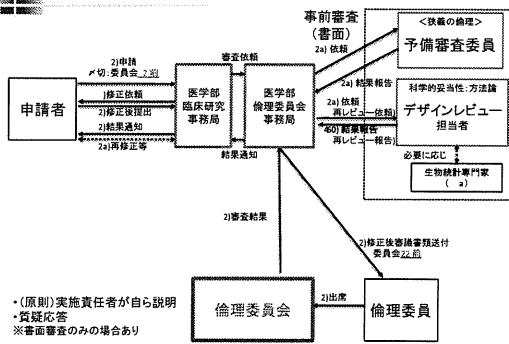 事前審査
（書面）
＜狭義の倫理＞
予備審査委員
2a) 依頼
2a) 結果報告
2)申請
〆切：委員会
審査依頼
申請者
)修正依頼
)修正後提出
2)結果通知
2a)再修正等
医学部
臨床研究
事務局
医学部
倫理委員会
事務局
結果通知
2a) 依頼
再レビュー依頼)
結果報告
再レビュー報告)
科学的妥当性：方法論
デザインレビュー
担当者
必要に応じ
生物統計専門家
（ a）
2)審査結果
2)修正後審議書類送付
委員会22前
倫理委員会
2)出席
倫理委員
・（原則）実施責任者が自ら説明
・質疑応答
※書面審査のみの場合あり